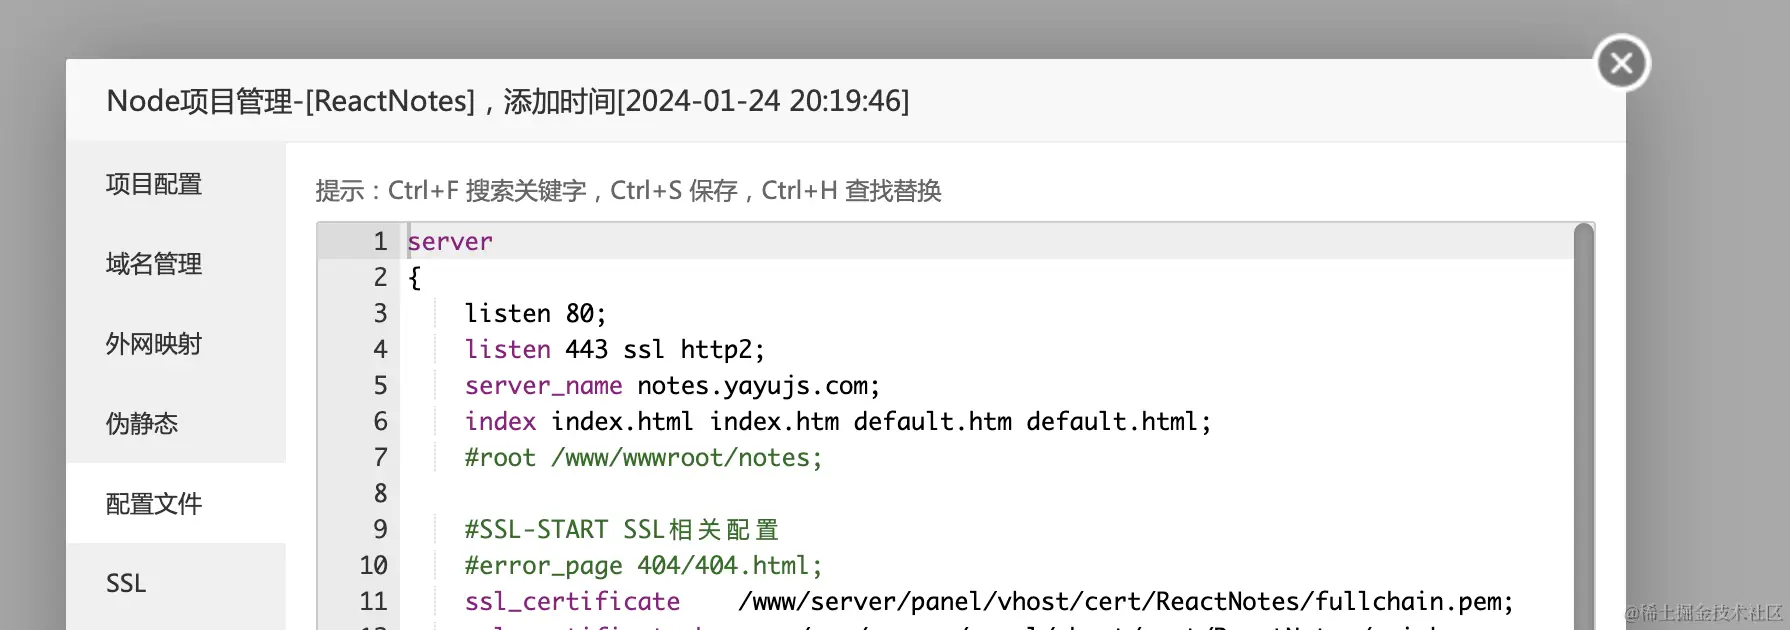 Node项目管理-[ReactNotes]，添加时间[2024-01-24 20:19:46]
项目配置
域名管理
外网映射
伪静态
配置文件
SSL
提示：Ctrl+F 搜索关键字，Ctrl+S 保存，Ctrl+H 查找替换
1 server
2 {
3 listen 80;
4 listen 443 ssl http2;
5 server_name notes.yayujs.com;
6 index index.html index.htm default.htm default.html;
7 #root /www/wwwroot/notes;
8
9 #SSL-START SSL相关配置
10 #error_page 404/404.html;
11 ssl_certificate /www/server/panel/vhost/cert/ReactNotes/fullchain.pem;
@稀土掘金技术社区